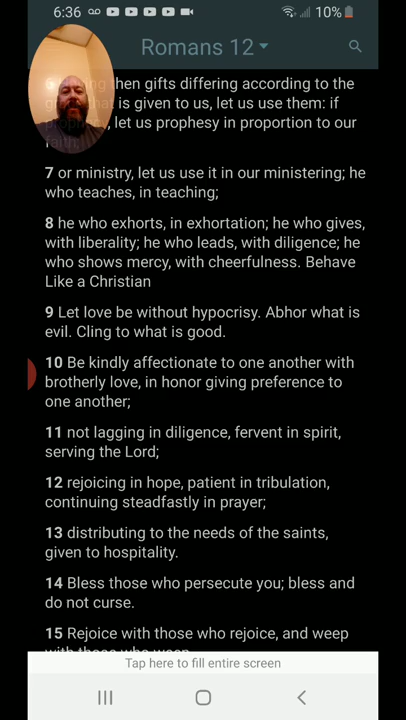 6:36 10%
Romans 12
then gifts differing according to the
that is given to us, let us use them: if
let us prophesy in proportion to our
faith;
7 or ministry, let us use it in our ministering; he
who teaches, in teaching;
8 he who exhorts, in exhortation; he who gives,
with liberality; he who leads, with diligence; he
who shows mercy, with cheerfulness. Behave
Like a Christian
9 Let love be without hypocrisy. Abhor what is
evil. Cling to what is good.
10 Be kindly affectionate to one another with
brotherly love, in honor giving preference to
one another;
11 not lagging in diligence, fervent in spirit,
serving the Lord;
12 rejoicing in hope, patient in tribulation,
continuing steadfastly in prayer;
13 distributing to the needs of the saints,
given to hospitality.
14 Bless those who persecute you; bless and
do not curse.
15 Rejoice with those who rejoice, and weep
with those who weep
Tap here to fill entire screen